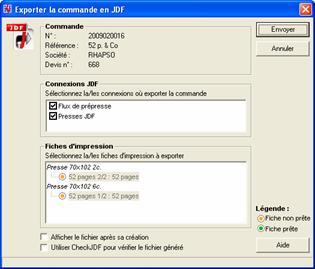 Exporter la commande en JDF
JDF
Commande
N° : 2009020016
Référence : 52 p. & Co
Société : RHAPSO
Devis n° : 668
Envoyer
Annuler
Connexions JDF
Sélectionnez la/les connexions où exporter la commande
Flux de prépresse
Presses JDF
Fiches d'impression
Sélectionnez la/les fiches d'impression à exporter
Presse 70x102 2c.
52 pages 2/2 : 52 pages
Presse 70x102 6c.
52 pages 1/2 : 52 pages
Légende :
Fiche non prête
Fiche prête
Afficher le fichier après sa création
Utiliser CheckJDF pour vérifier le fichier généré
Aide